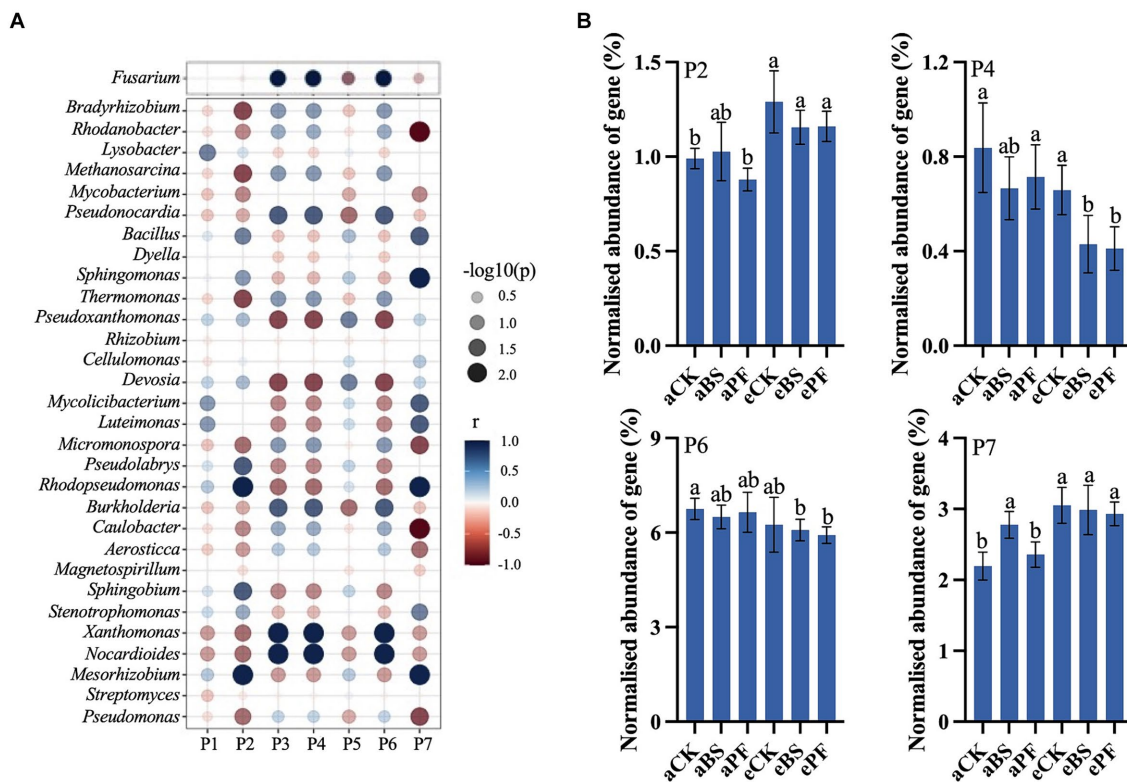 A
Fusarium
Bradyrhizobium
Rhodanobacter
Lysobacter
Methanosarcina
Mycobacterium
Pseudonocardia
Bacillus
Dyella
Sphingomonas
Thermomonas
Pseudoxanthomonas
Rhizobium
Cellulomonas
Devosia
Mycolicibacterium
Luteimonas
Micromonospora
Pseudolabrys
Rhodopseudomonas
Burkholderia
Caulobacter
Aerosticca
Magnetospirillum
Sphingobium
Stenotrophomonas
Xanthomonas
Nocardioides
Mesorhizobium
Streptomyces
Pseudomonas
P1 P2 P3 P4 P5 P6 P7
-log10(p)
0.5
1.0
1.5
2.0
r
1.0
0.5
0.0
-0.5
-1.0
B
P2
Normalised abundance of gene (%)
1.5
1.0
0.5
0.0
b ab b a a a
aCK aBS aPF eCK eBS ePF
P4
Normalised abundance of gene (%)
1.2
0.8
0.4
0.0
a ab a a b b
aCK aBS aPF eCK eBS ePF
P6
Normalised abundance of gene (%)
9
6
3
0
a ab ab ab b b
aCK aBS aPF eCK eBS ePF
P7
Normalised abundance of gene (%)
4
3
2
1
0
b a b a a a
aCK aBS aPF eCK eBS ePF